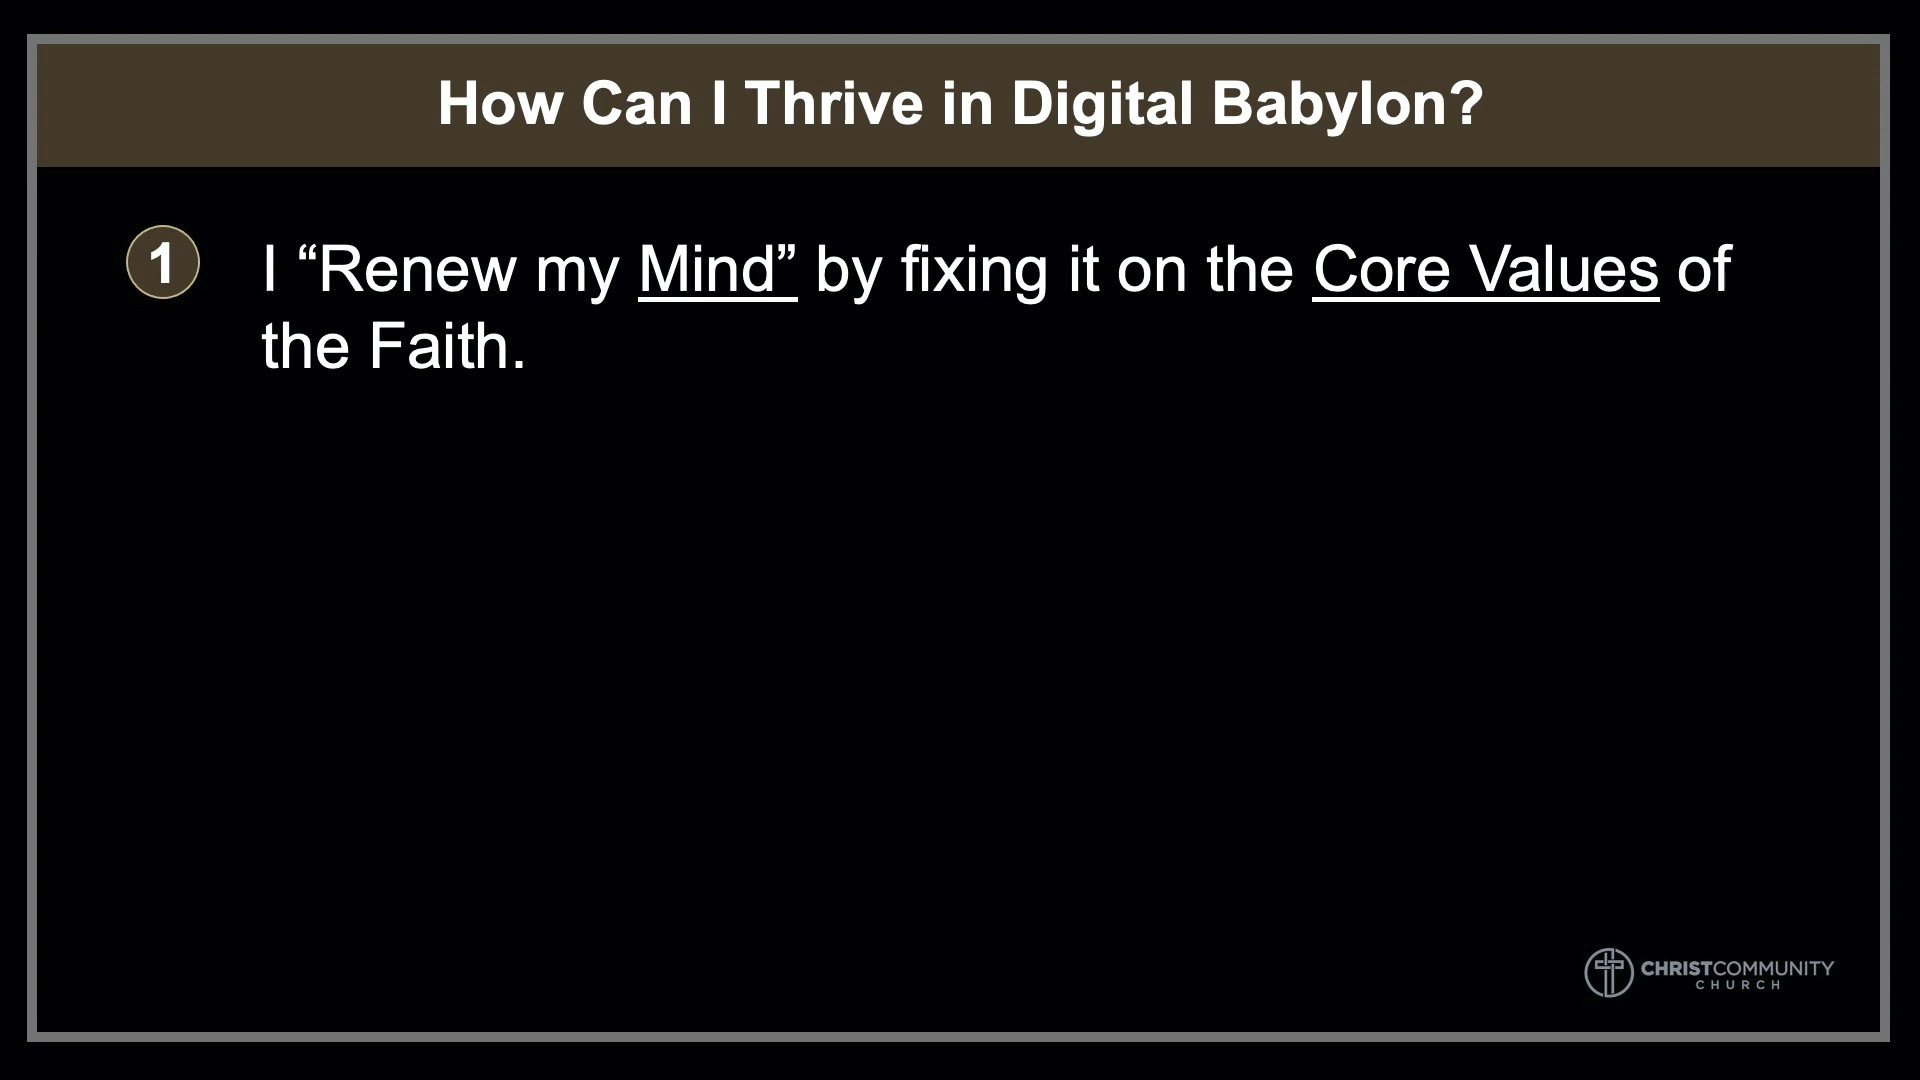 How Can I Thrive in Digital Babylon?
1 I “Renew my Mind” by fixing it on the Core Values of
the Faith.
CHRISTCOMMUNITY
CHURCH